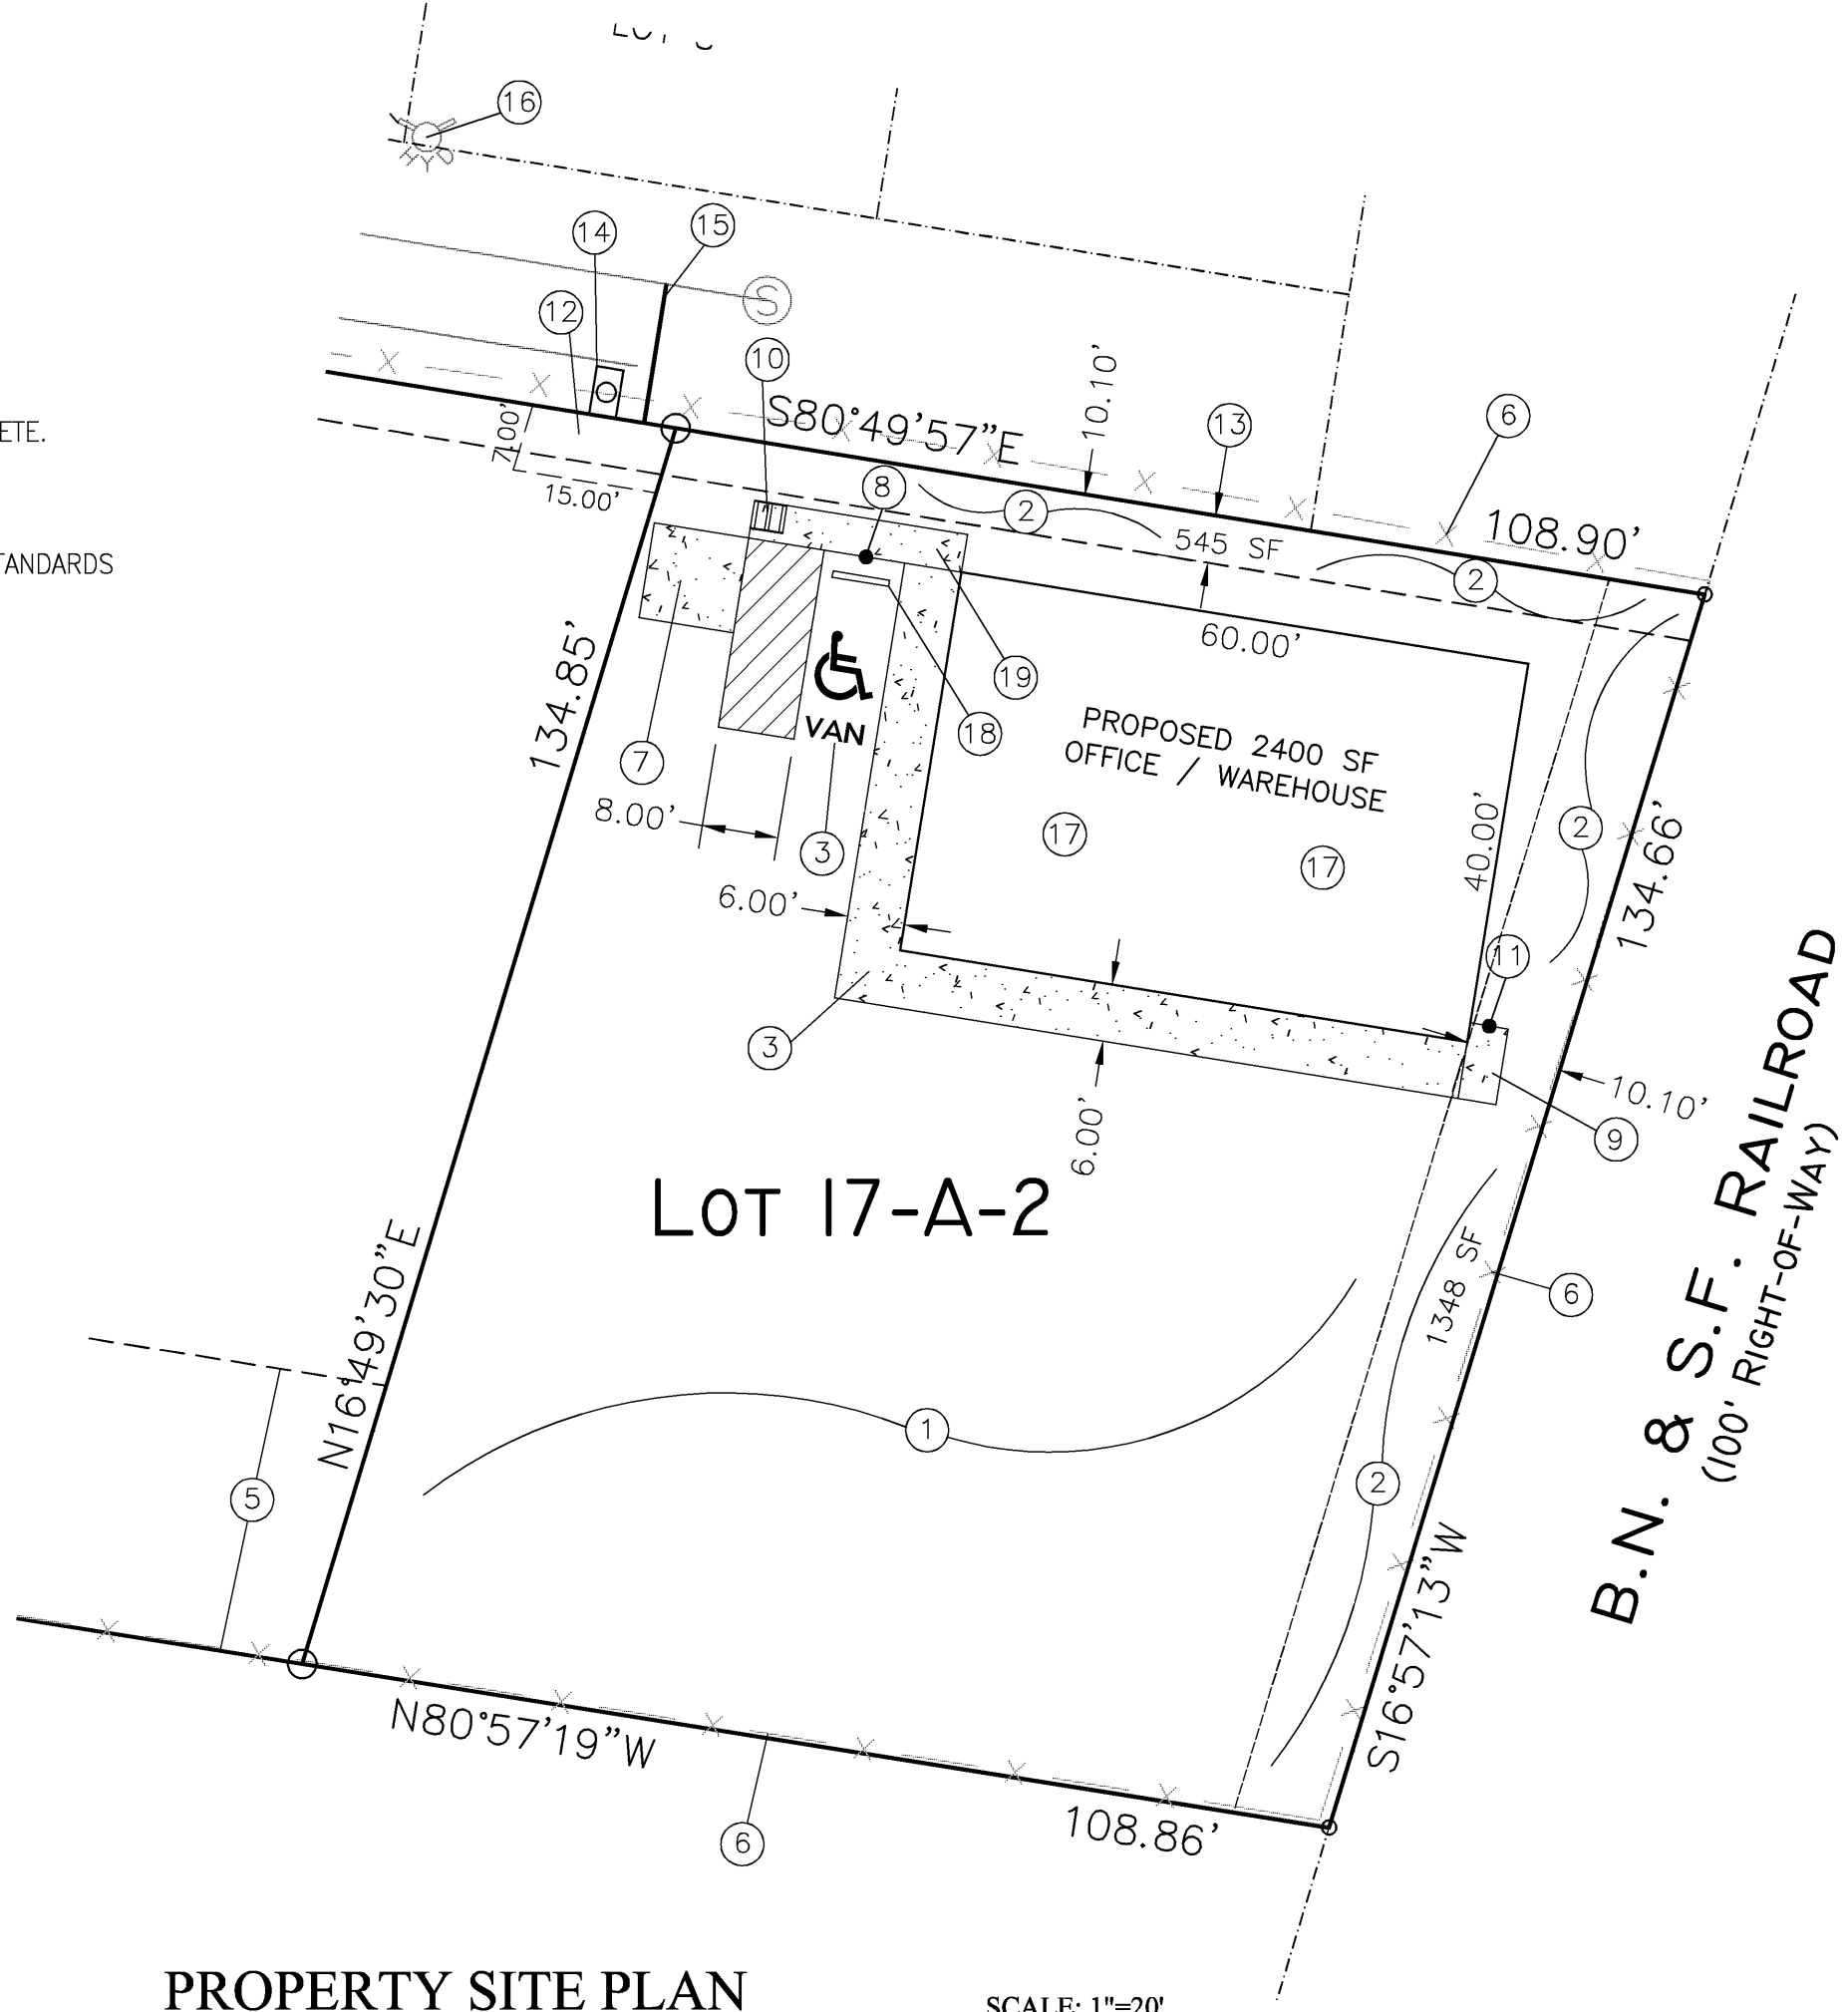 16
HYD
15
14
S
12
10
ETE.
S80°49'57"E
10.10'
13
6
7.00'
8
2
108.90'
15.00'
545 SF
TANDARDS
2
60.00'
19
134.85'
VAN
18
PROPOSED 2400 SF
OFFICE / WAREHOUSE
7
8.00'
3
17
17
40.00'
2
134.66'
6.00'
11
3
10.10'
6.00'
9
B.N. & S.F. RAILROAD
(100' RIGHT-OF-WAY)
LOT 17-A-2
1348 SF
6
N16°49'30"E
1
5
2
S16°57'13"W
N80°57'19"W
108.86'
6
PROPERTY SITE PLAN
SCALE: 1"=20'